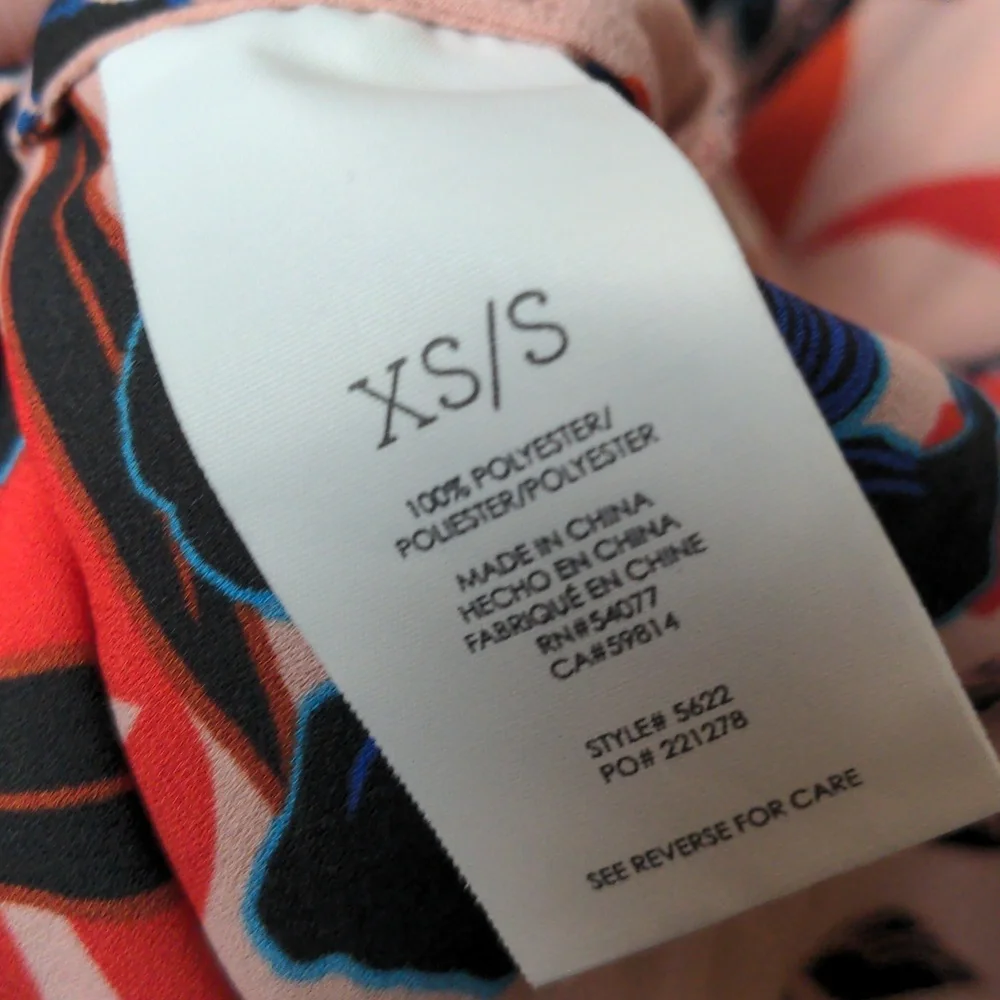 XS/S
100% POLYESTER/
POLIESTER/POLYESTER
MADE IN CHINA
HECHO EN CHINA
FABRIQUÉ EN CHINE
RN#54077
CA#59814
STYLE# 5622
PO# 221278
SEE REVERSE FOR CARE